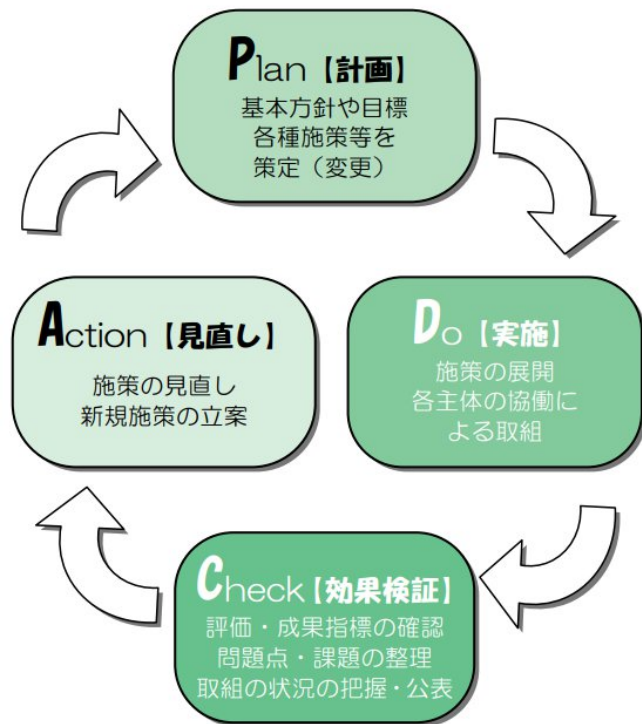 Plan【計画】
基本方針や目標
各種施策等を
策定（変更）
Action【見直し】
施策の見直し
新規施策の立案
Do【実施】
施策の展開
各主体の協働に
よる取組
Check【効果検証】
評価・成果指標の確認
問題点・課題の整理
取組の状況の把握・公表